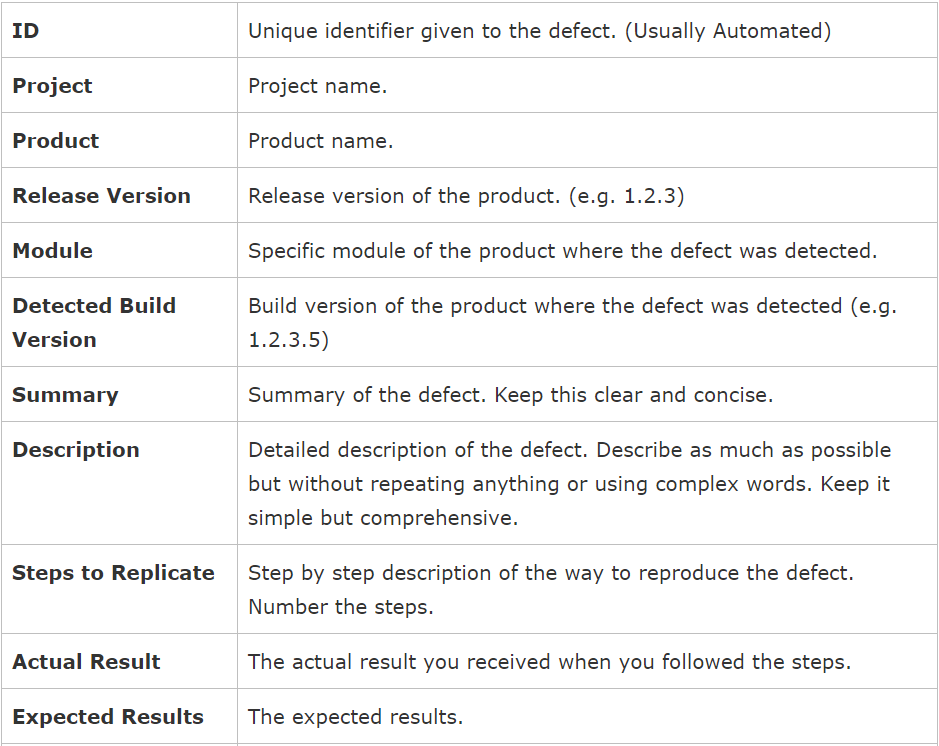 ID Unique identifier given to the defect. (Usually Automated)
Project Project name.
Product Product name.
Release Version Release version of the product. (e.g. 1.2.3)
Module Specific module of the product where the defect was detected.
Detected Build Version Build version of the product where the defect was detected (e.g.
1.2.3.5)
Summary Summary of the defect. Keep this clear and concise.
Description Detailed description of the defect. Describe as much as possible
but without repeating anything or using complex words. Keep it
simple but comprehensive.
Steps to Replicate Step by step description of the way to reproduce the defect.
Number the steps.
Actual Result The actual result you received when you followed the steps.
Expected Results The expected results.